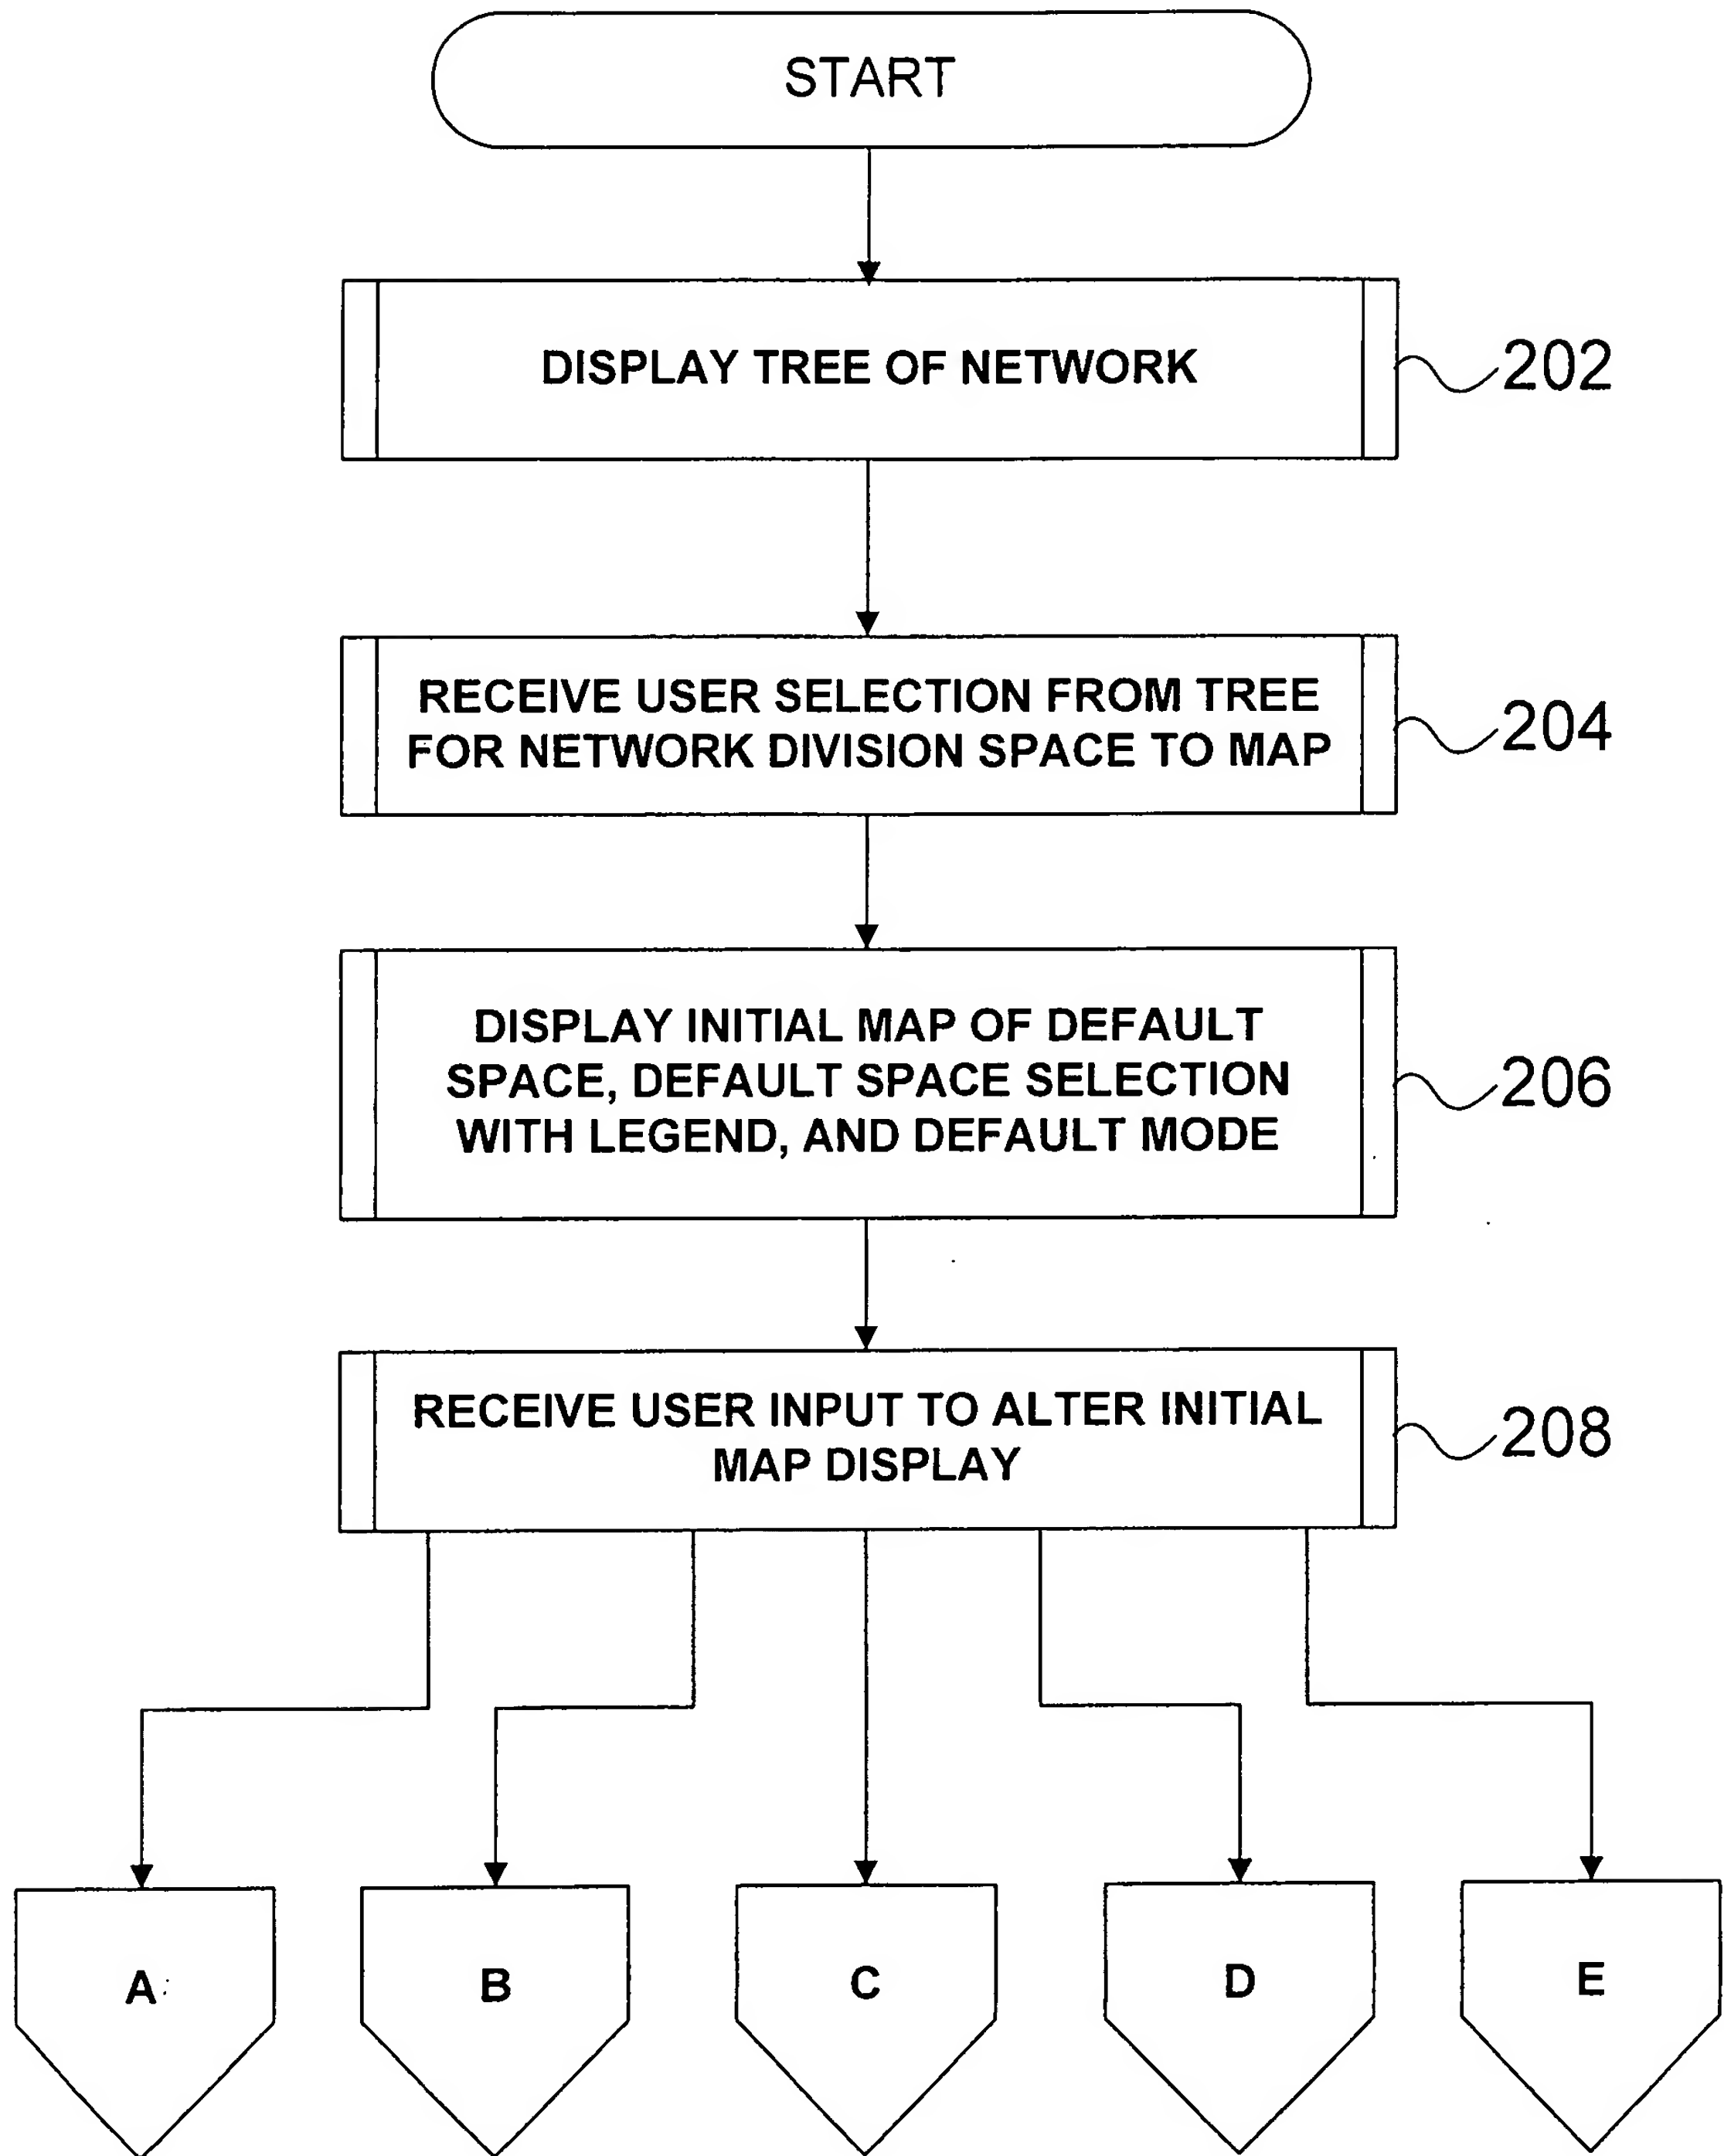 START
DISPLAY TREE OF NETWORK
202
RECEIVE USER SELECTION FROM TREE
FOR NETWORK DIVISION SPACE TO MAP
204
DISPLAY INITIAL MAP OF DEFAULT
SPACE, DEFAULT SPACE SELECTION
WITH LEGEND, AND DEFAULT MODE
206
RECEIVE USER INPUT TO ALTER INITIAL
MAP DISPLAY
208
A
B
C
D
E